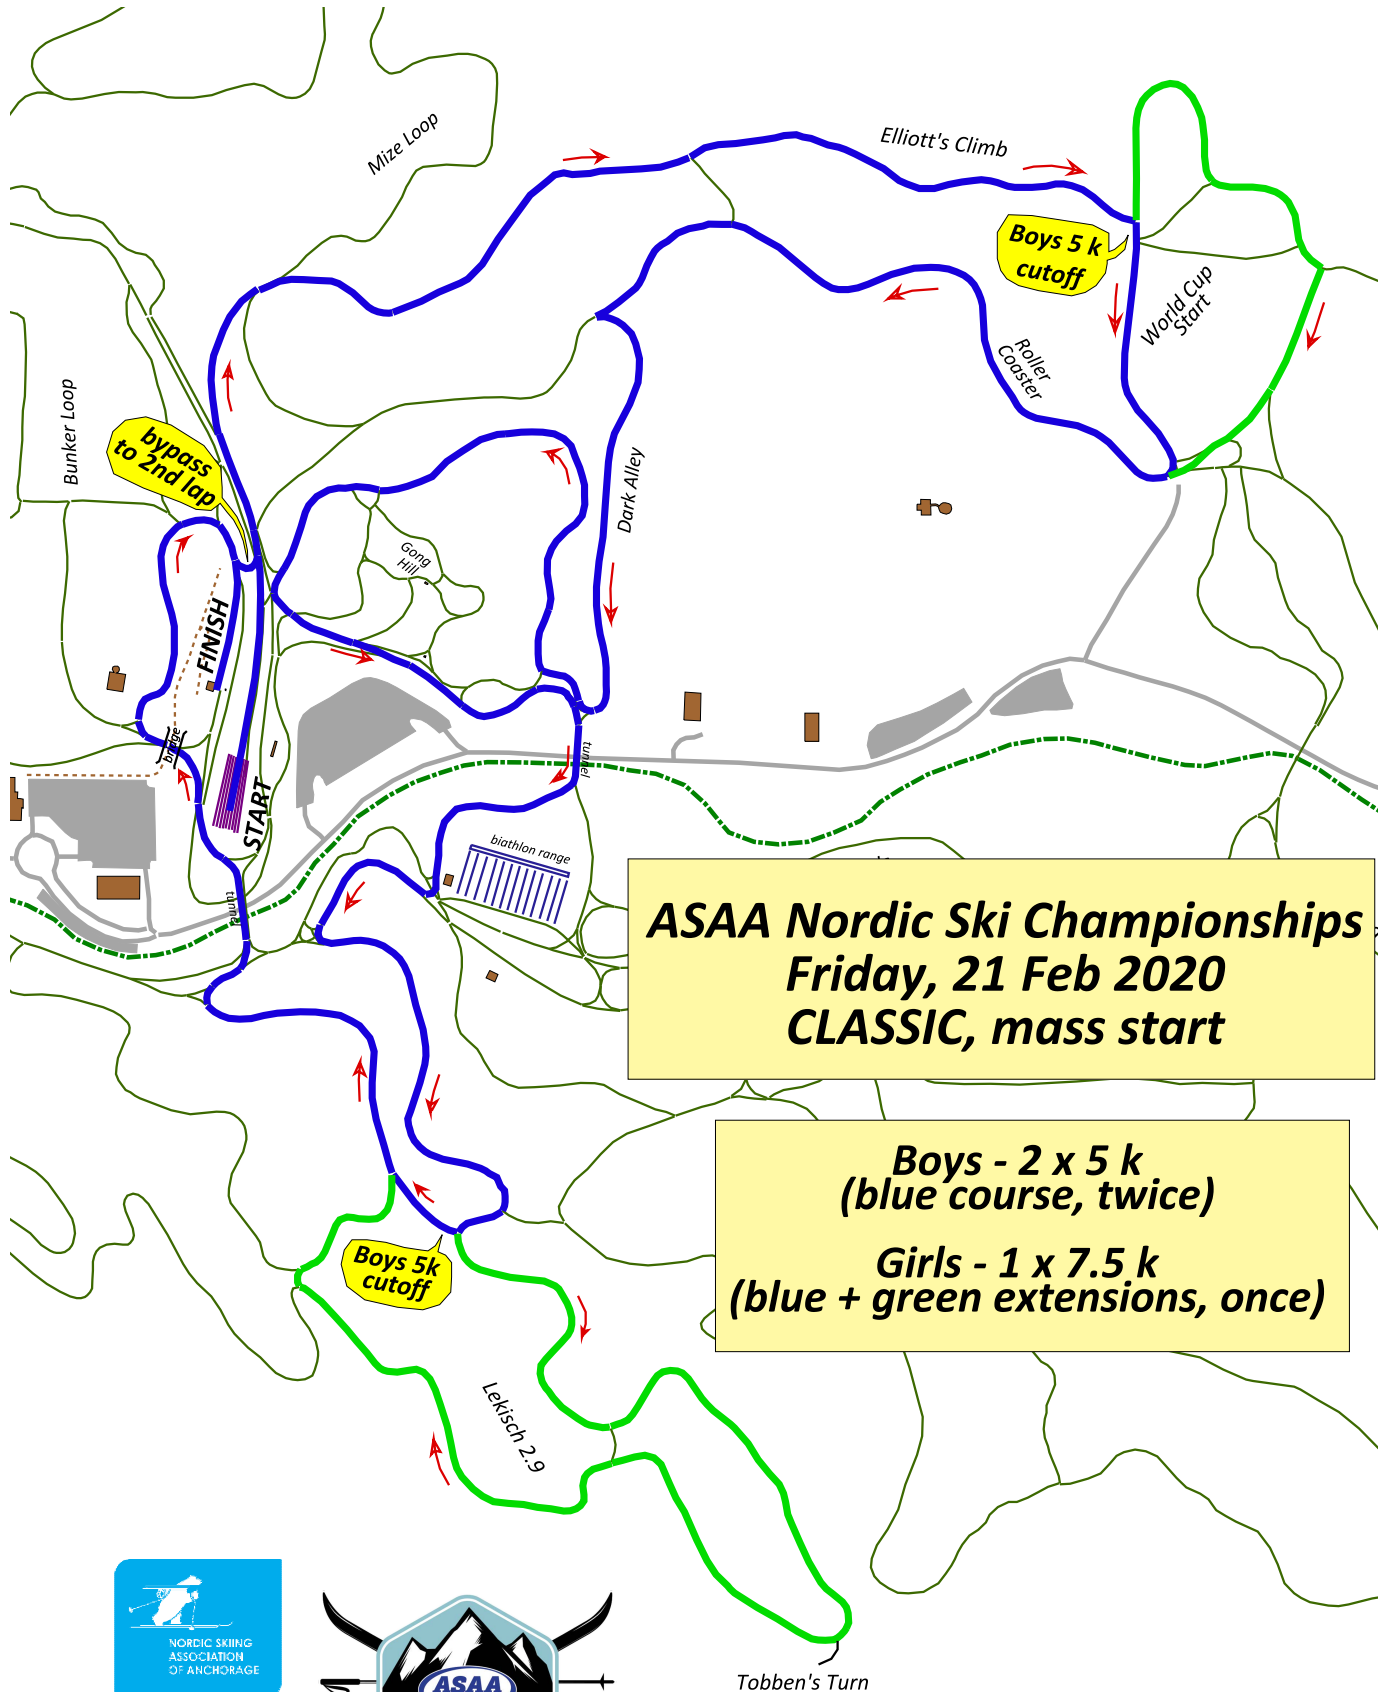 Mize Loop
Elliott's Climb
Boys 5 k
cutoff
World Cup
Start
Roller
Coaster
Bunker Loop
bypass
to 2nd lap
Dark Alley
Gong
Hill
FINISH
bridge
START
tunnel
biathlon range
tunnel
ASAA Nordic Ski Championships
Friday, 21 Feb 2020
CLASSIC, mass start
Boys - 2 x 5 k
(blue course, twice)
Girls - 1 x 7.5 k
(blue + green extensions, once)
Boys 5k
cutoff
Lekisch 2.9
Tobben's Turn
NORDIC SKIING
ASSOCIATION
OF ANCHORAGE
ASAA